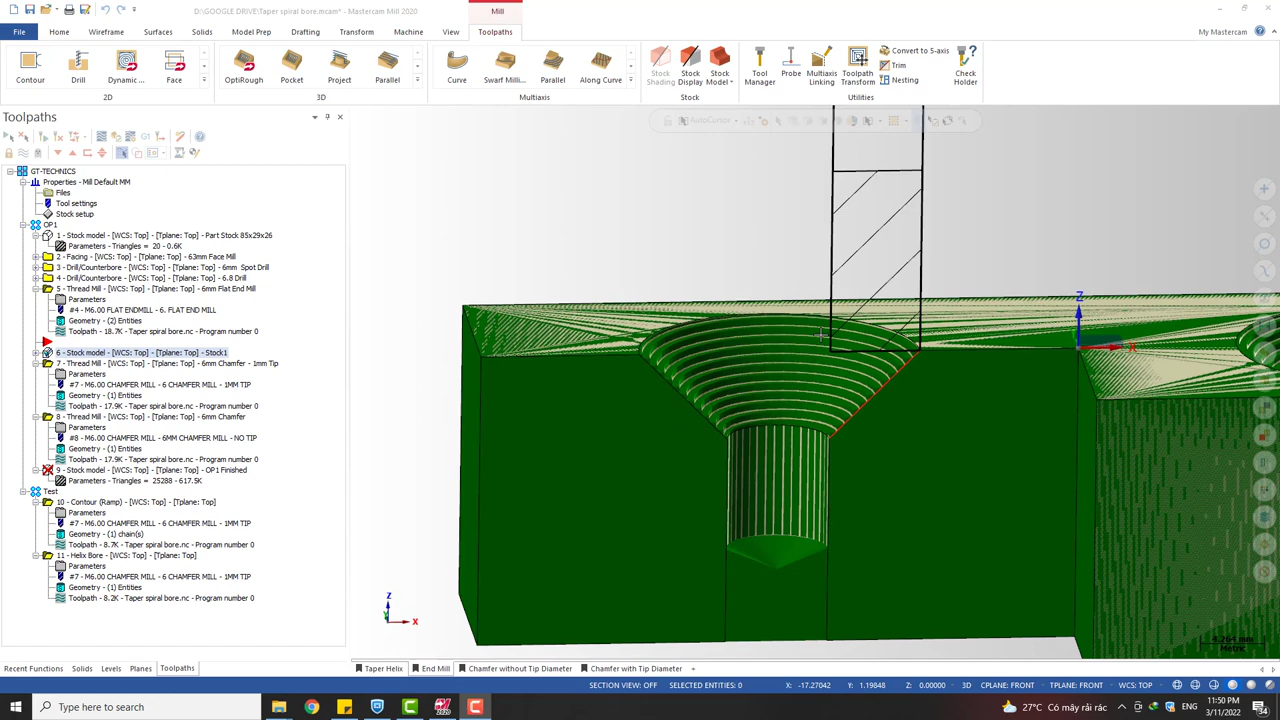 D:\GOOGLE.DRIVE\Taper spiral bore.mcam* - Mastercam Mill 2020
Mill
File Home Wireframe Surfaces Solids Model Prep Drafting Transform Machine View Toolpaths My Mastercam
Contour Drill Dynamic ... Face OptiRough Pocket Project Parallel Curve Swarf Milli... Parallel Along Curve Stock Shading Stock Display Stock Model Tool Manager Probe Multiaxis Linking Toolpath Transform Convert to 5-axis Trim Nesting Check Holder
2D 3D Multiaxis Stock Utilities
Toolpaths
AutoCursor
G1
GT-TECHNICS
Properties - Mill Default MM
Files
Tool settings
Stock setup
OP1
1 - Stock model - [WCS: Top] - [Tplane: Top] - Part Stock 85x29x26
Parameters - Triangles = 20 - 0.6K
2 - Facing - [WCS: Top] - [Tplane: Top] - 63mm Face Mill
3 - Drill/Counterbore - [WCS: Top] - [Tplane: Top] - 6mm Spot Drill
4 - Drill/Counterbore - [WCS: Top] - [Tplane: Top] - 6.8 Drill
5 - Thread Mill - [WCS: Top] - [Tplane: Top] - 6mm Flat End Mill
Parameters
#4 - M6.00 FLAT ENDMILL - 6. FLAT END MILL
Geometry - (2) Entities
Toolpath - 18.7K - Taper spiral bore.nc - Program number 0
6 - Stock model - [WCS: Top] - [Tplane: Top] - Stock1
7 - Thread Mill - [WCS: Top] - [Tplane: Top] - 6mm Chamfer - 1mm Tip
Parameters
#7 - M6.00 CHAMFER MILL - 6 CHAMFER MILL - 1MM TIP
Geometry - (1) Entities
Toolpath - 17.9K - Taper spiral bore.nc - Program number 0
8 - Thread Mill - [WCS: Top] - [Tplane: Top] - 6mm Chamfer
Parameters
#8 - M6.00 CHAMFER MILL - 6MM CHAMFER MILL - NO TIP
Geometry - (1) Entities
Toolpath - 17.9K - Taper spiral bore.nc - Program number 0
9 - Stock model - [WCS: Top] - [Tplane: Top] - OP1 Finished
Parameters - Triangles = 25288 - 617.5K
Test
10 - Contour (Ramp) - [WCS: Top] - [Tplane: Top]
Parameters
#7 - M6.00 CHAMFER MILL - 6 CHAMFER MILL - 1MM TIP
Geometry - (1) chain(s)
Toolpath - 8.7K - Taper spiral bore.nc - Program number 0
11 - Helix Bore - [WCS: Top] - [Tplane: Top]
Parameters
#7 - M6.00 CHAMFER MILL - 6 CHAMFER MILL - 1MM TIP
Geometry - (1) Entities
Toolpath - 8.2K - Taper spiral bore.nc - Program number 0
Z
X
Z
Y
X
4.264 mm
Metric
Recent Functions Solids Levels Planes Toolpaths Taper Helix End Mill Chamfer without Tip Diameter Chamfer with Tip Diameter +
SECTION VIEW: OFF SELECTED ENTITIES: 0 X: -17.27042 Y: 1.19848 Z: 0.00000 3D CPLANE: FRONT TPLANE: FRONT WCS: TOP
Type here to search 27°C Có mây rải rác ENG 11:50 PM
3/11/2022
34